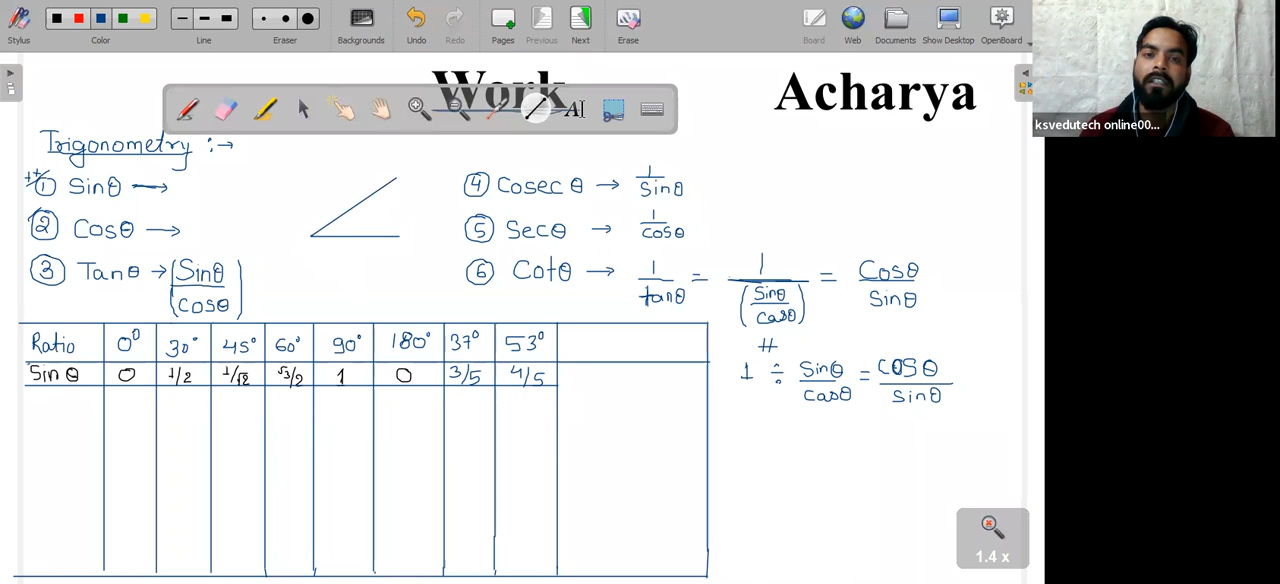 Stylus
Color
Line
Eraser
Backgrounds
Undo
Redo
Pages
Previous
Next
Erase
Board
Web
Documents
Show Desktop
OpenBoard
Work Acharya
ksvedutech online00...
Trigonometry :→
① Sinθ →
② Cosθ →
③ Tanθ → (Sinθ/cosθ)
④ Cosec θ → 1/Sinθ
⑤ Secθ → 1/cosθ
⑥ Cotθ → 1/tanθ = 1/(Sinθ/cosθ) = Cosθ/Sinθ
#
1 ÷ Sinθ/cosθ = COSθ/sinθ
Ratio 0° 30° 45° 60° 90° 180° 37° 53°
Sin θ 0 1/2 1/√2 √3/2 1 0 3/5 4/5
1.4 x